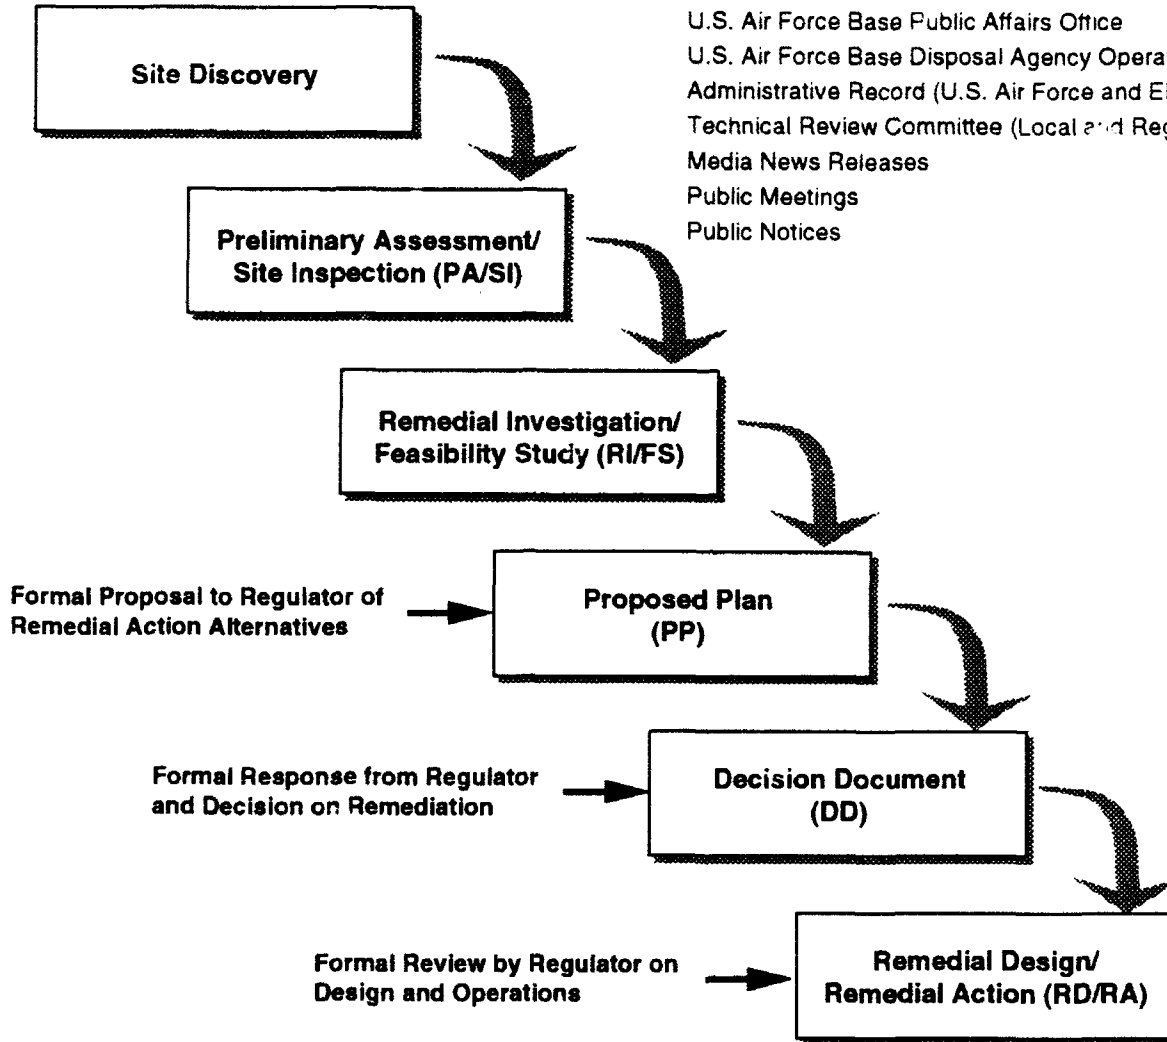 U.S. Air Force Base Public Affairs Office
U.S. Air Force Base Disposal Agency Opera
Administrative Record (U.S. Air Force and
Technical Review Committee (Local and Reg
Media News Releases
Public Meetings
Public Notices
Site Discovery
Preliminary Assessment/
Site Inspection (PA/SI)
Remedial Investigation/
Feasibility Study (RI/FS)
Formal Proposal to Regulator of
Remedial Action Alternatives
Proposed Plan
(PP)
Formal Response from Regulator
and Decision on Remediation
Decision Document
(DD)
Formal Review by Regulator on
Design and Operations
Remedial Design/
Remedial Action (RD/RA)